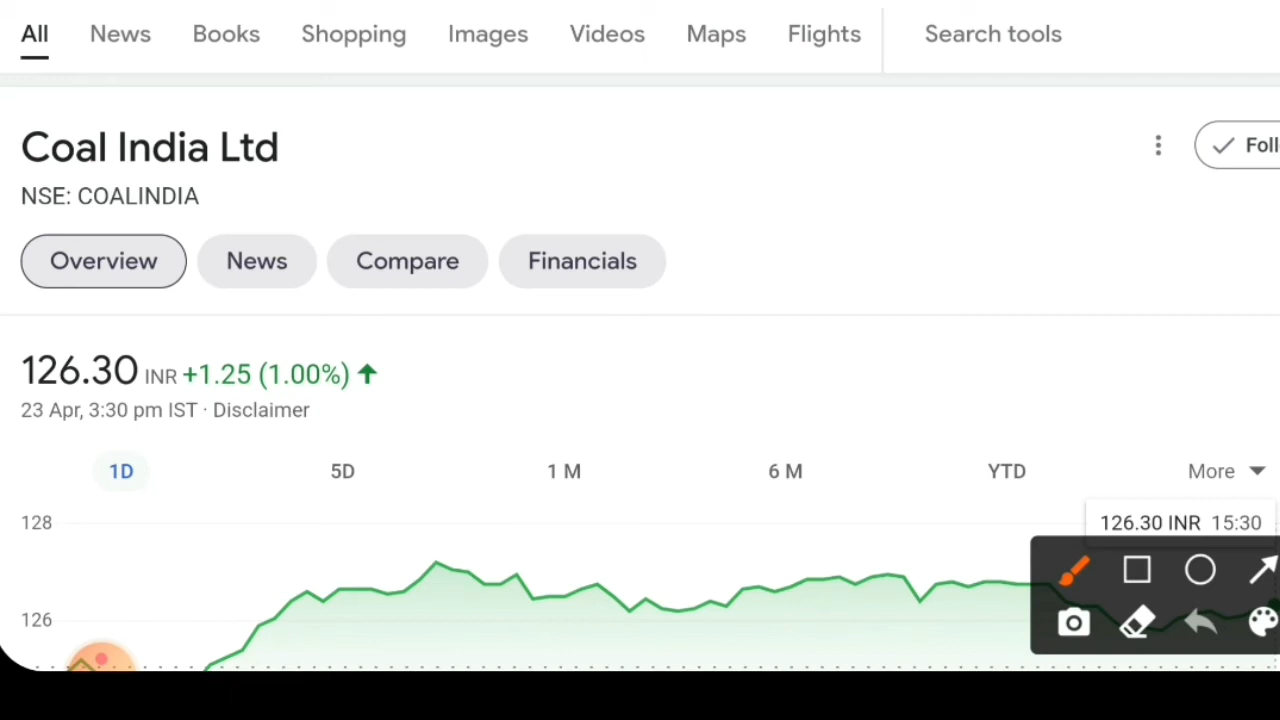 All News Books Shopping Images Videos Maps Flights Search tools
Coal India Ltd
Foll
NSE: COALINDIA
Overview News Compare Financials
126.30 INR +1.25 (1.00%)
23 Apr, 3:30 pm IST · Disclaimer
1D 5D 1 M 6 M YTD More
128
126.30 INR 15:30
126